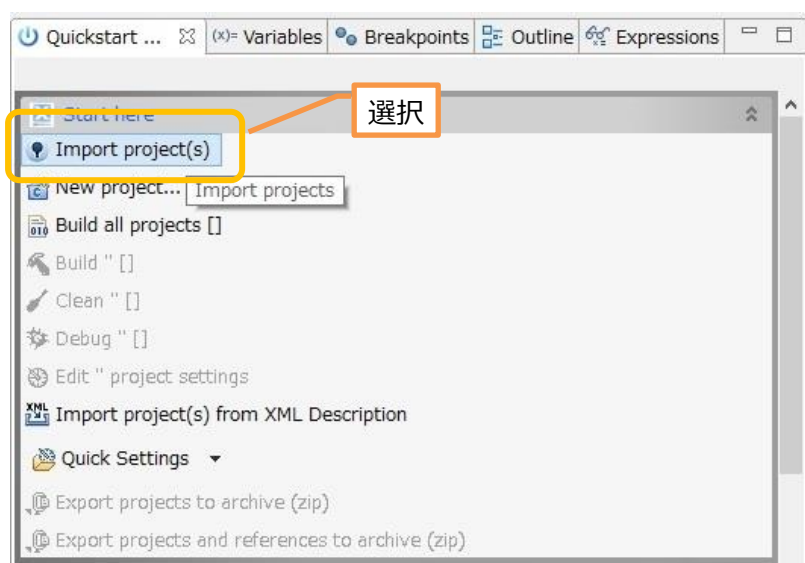 Quickstart ... (x)= Variables Breakpoints Outline Expressions
Start here
選択
Import project(s)
New project... Import projects
Build all projects []
Build '' []
Clean '' []
Debug '' []
Edit '' project settings
Import project(s) from XML Description
Quick Settings
Export projects to archive (zip)
Export projects and references to archive (zip)